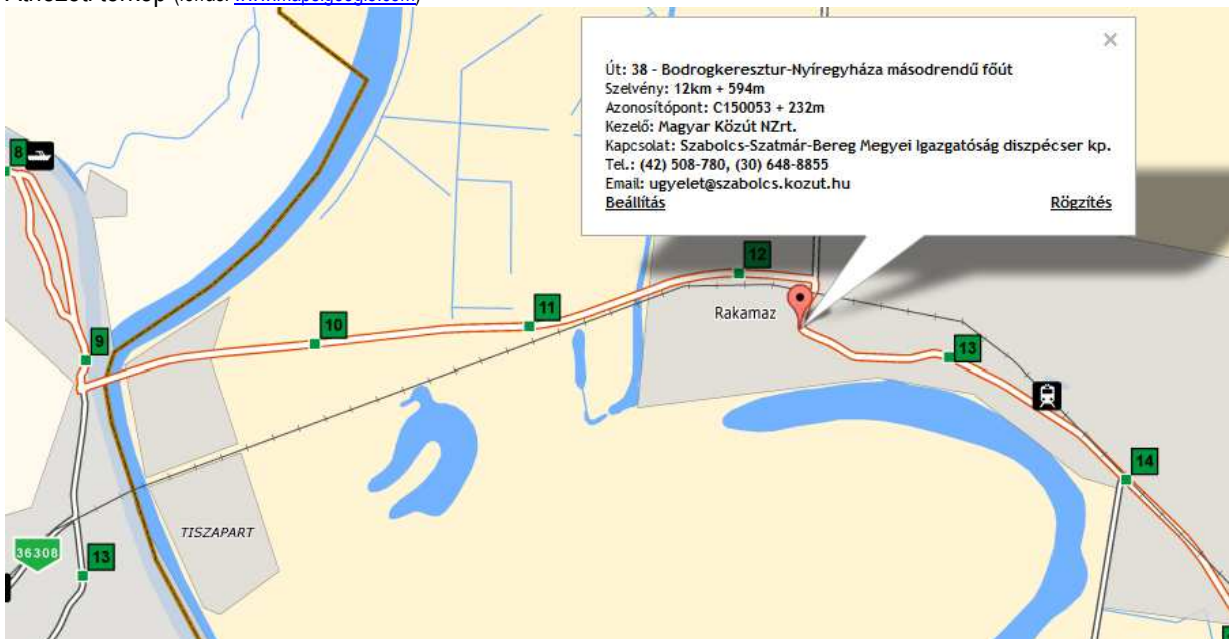 Út: 38 - Bodrogkeresztur-Nyíregyháza másodrendű főút
Szelvény: 12km + 594m
Azonosítópont: C150053 + 232m
Kezelő: Magyar Közút NZrt.
Kapcsolat: Szabolcs-Szatmár-Bereg Megyei Igazgatóság diszpécser kp.
Tel.: (42) 508-780, (30) 648-8855
Email: ugyelet@szabolcs.kozut.hu
Beállítás Rögzítés
8
12
11
Rakamaz
10
9
13
14
TISZAPART
36308
13